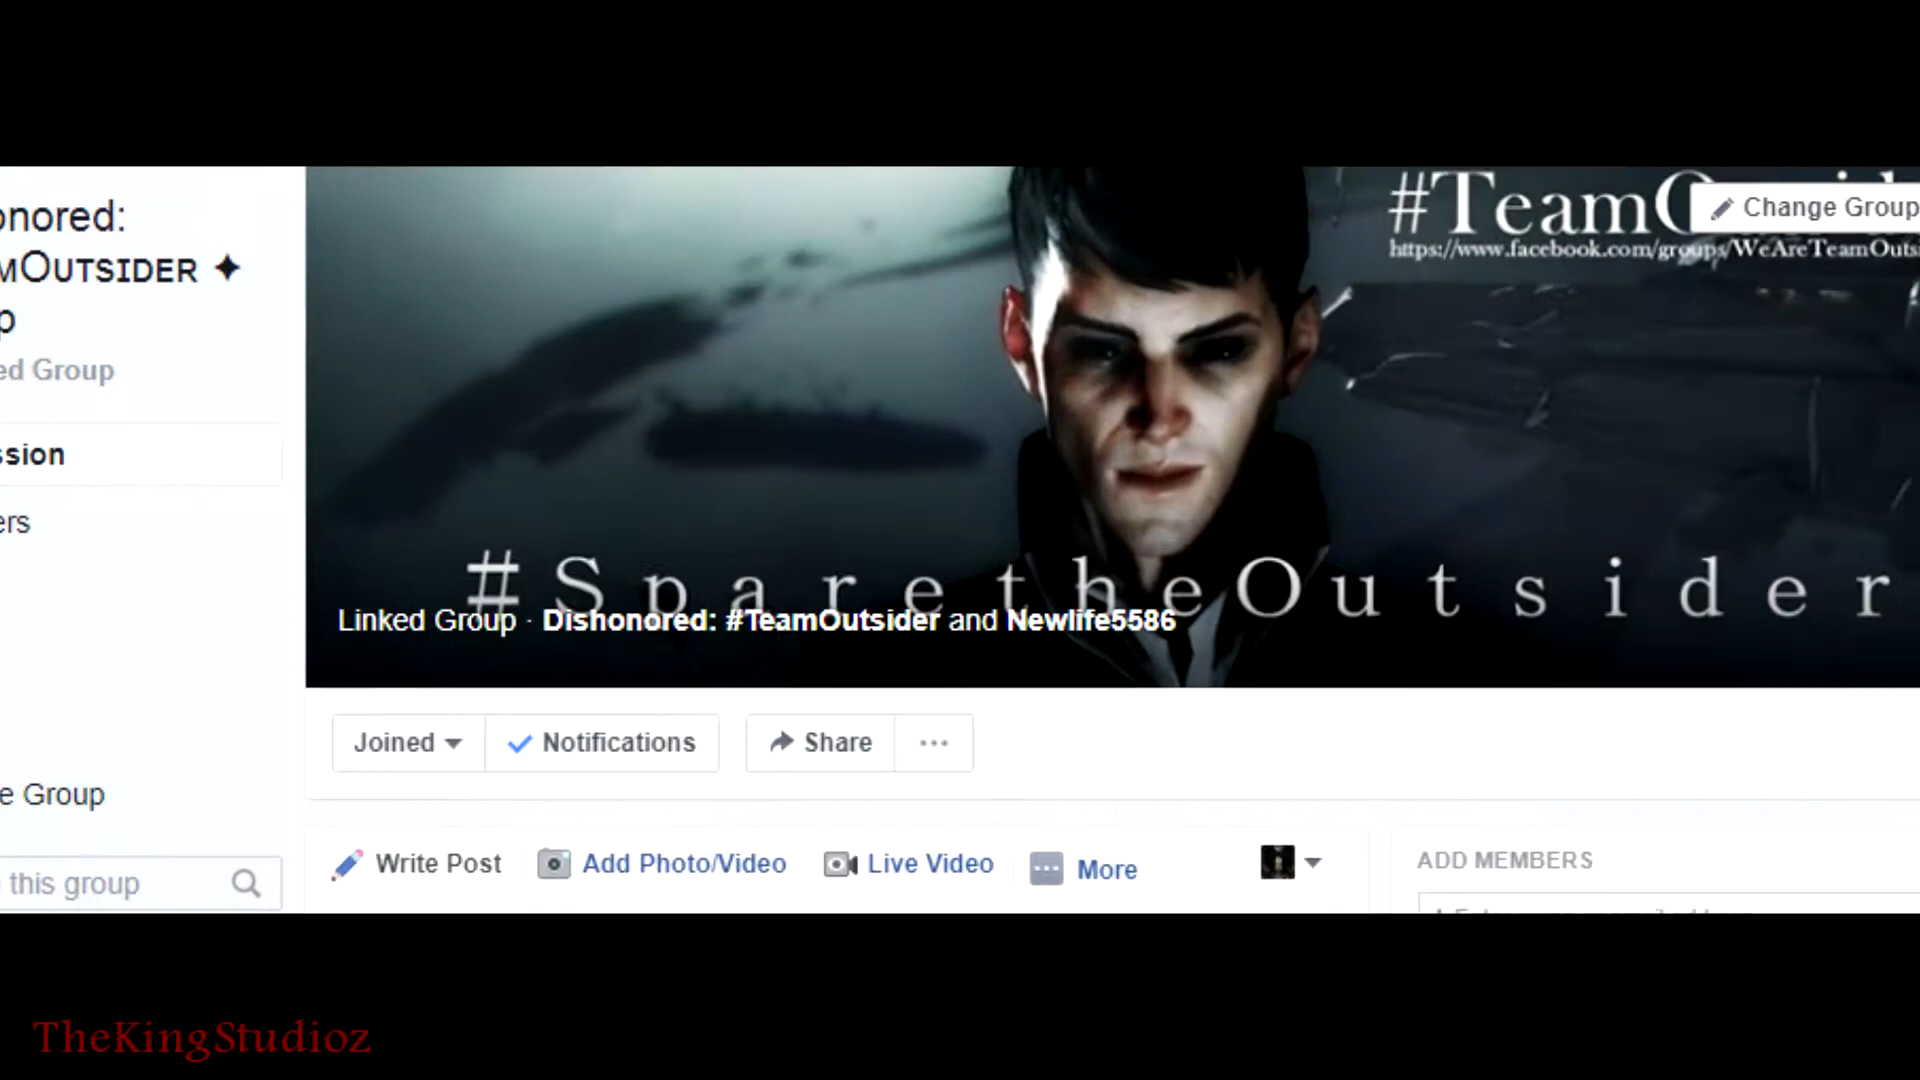 onored:
mOutsider ✦
p
ed Group
ssion
ers
e Group
this group
#TeamO
Change Group
https://www.facebook.com/groups/WeAreTeamOuts
#SparetheOutsider
Linked Group · Dishonored: #TeamOutsider and Newlife5586
Joined
Notifications
Share
Write Post
Add Photo/Video
Live Video
More
ADD MEMBERS
TheKingStudioz